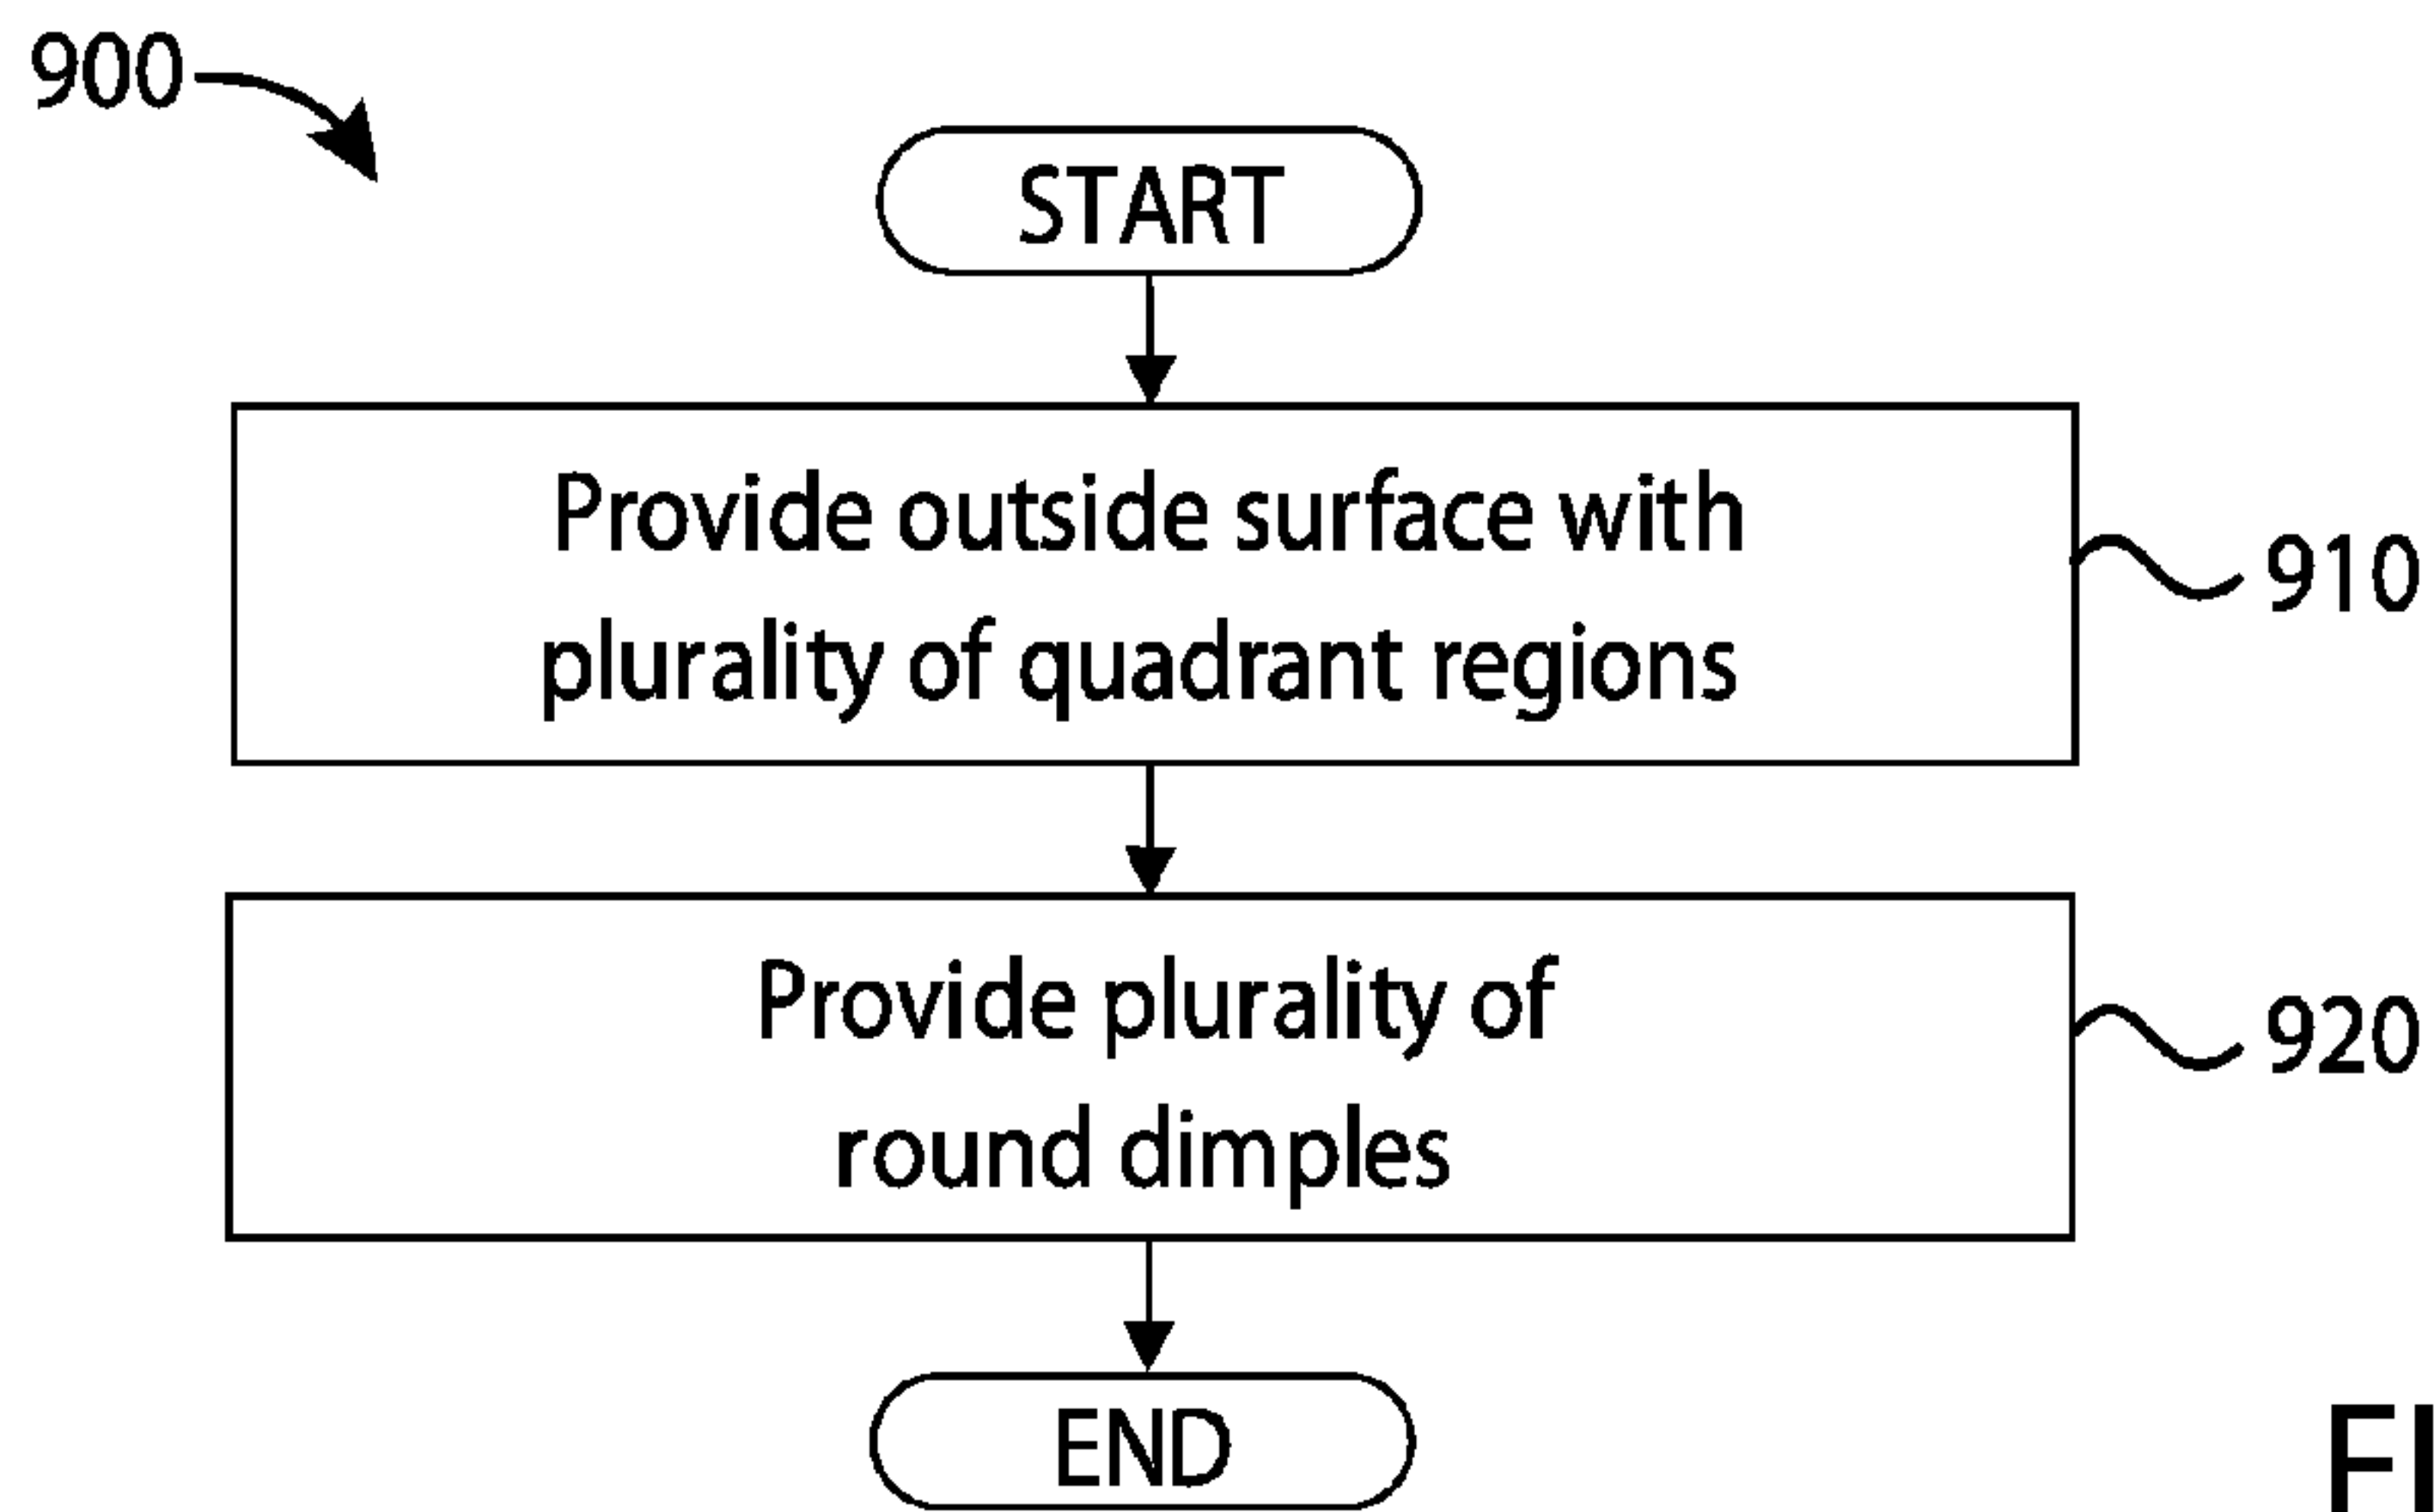 900
START
Provide outside surface with
plurality of quadrant regions
910
Provide plurality of
round dimples
920
END